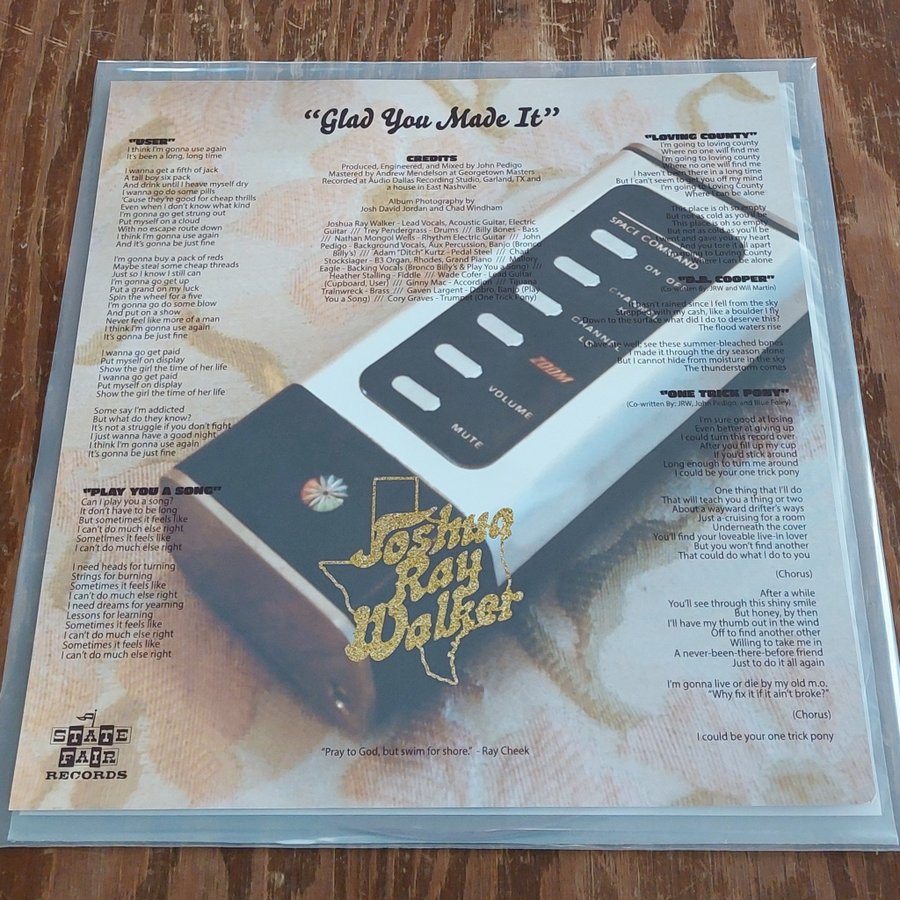 “Glad You Made It”
"USER"
I think I'm gonna use again
It's been a long, long time
I wanna get a fifth of jack
A tall boy six pack
And drink until I heave myself dry
I wanna go do some pills
'Cause they're good for cheap thrills
Even when I don't know what kind
I'm gonna get strung out
Put myself on a cloud
With no escape route down
I think I'm gonna use again
And it's gonna be just fine
I'm gonna buy a pack of reds
Maybe steal some cheap threads
Just so I know I still can
I'm gonna go get up
Put a grand on my luck
Spin the wheel for a five
I'm gonna go do some blow
And put on a show
Never feel like more of a man
I think I'm gonna use again
It's gonna be just fine
I wanna go get paid
Put myself on display
Show the girl the time of her life
I wanna go get paid
Put myself on display
Show the girl the time of her life
Some say I'm addicted
But what do they know?
It's not a struggle if you don't fight
I just wanna have a good night
I think I'm gonna use again
It's gonna be just fine
"PLAY YOU A SONG"
Can I play you a song?
It don't have to be long
But sometimes it feels like
I can't do much else right
Sometimes it feels like
I can't do much else right
I need heads for turning
Strings for burning
Sometimes it feels like
I can't do much else right
I need dreams for yearning
Lessons for learning
Sometimes it feels like
I can't do much else right
Sometimes it feels like
I can't do much else right
STATE
FAIR
RECORDS
CREDITS
Produced, Engineered, and Mixed by John Pedigo
Mastered by Andrew Mendelson at Georgetown Masters
Recorded at Audio Dallas Recording Studio, Garland, TX and
a house in East Nashville
Album Photography by
Josh David Jordan and Chad Windham
Joshua Ray Walker - Lead Vocals, Acoustic Guitar, Electric
Guitar /// Trey Pendergrass - Drums /// Billy Bones - Bass
/// Nathan Mongol Wells - Rhythm Electric Guitar /// John
Pedigo - Background Vocals, Aux Percussion, Banjo (Bronco
Billy's) /// Adam "Ditch" Kurtz - Pedal Steel /// Chad
Stockslager - B3 Organ, Rhodes, Grand Piano /// Mallory
Eagle - Backing Vocals (Bronco Billy's & Play You a Song) ///
Heather Stalling - Fiddle /// Wade Cofer - Lead Guitar
(Cupboard, User) /// Ginny Mac - Accordion /// Tijuana
Trainwreck - Brass /// Gaven Largent - Dobro, Banjo (Play
You a Song) /// Cory Graves - Trumpet (One Trick Pony)
SPACE COMMAND
ON
ZOOM
VOLUME
MUTE
Joshua
Ray
Walker
"Pray to God, but swim for shore." - Ray Cheek
"LOVING COUNTY"
I'm going to loving county
Where no one will find me
I'm going to loving county
Where no one will find me
I haven't been there in a long time
But I can't seem to get you off my mind
I'm going to Loving County
Where I can be alone
This place is oh so empty
But not as cold as you'll be
This place is oh so empty
But not as cold as you'll be
went and gave you my heart
And you tore it all apart
going to Loving County
Where I can be alone
"D.B. COOPER"
(Co-written By: JRW and Will Martin)
It hasn't rained since I fell from the sky
Strapped with my cash, like a boulder I fly
Down to the surface what did I do to deserve this?
The flood waters rise
I have ate well; see these summer-bleached bones
I made it through the dry season alone
But I cannot hide from moisture in the sky
The thunderstorm comes
"ONE TRICK PONY"
(Co-written By: JRW, John Pedigo, and Blue Foley)
I'm sure good at losing
Even better at giving up
I could turn this record over
After you fill up my cup
If you'd stick around
Long enough to turn me around
I could be your one trick pony
One thing that I'll do
That will teach you a thing or two
About a wayward drifter's ways
Just a-cruising for a room
Underneath the cover
You'll find your loveable live-in lover
But you won't find another
That could do what I do to you
(Chorus)
After a while
You'll see through this shiny smile
But honey, by then
I'll have my thumb out in the wind
Off to find another other
Willing to take me in
A never-been-there-before friend
Just to do it all again
I'm gonna live or die by my old m.o.
"Why fix it if it ain't broke?"
(Chorus)
I could be your one trick pony